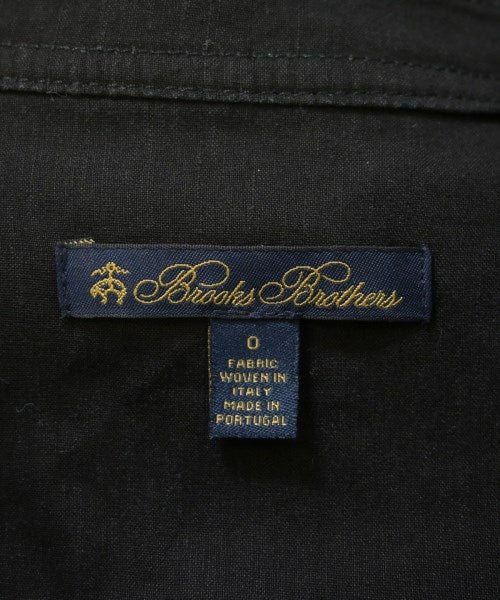 Brooks Brothers
0
FABRIC
WOVEN IN
ITALY
MADE IN
PORTUGAL